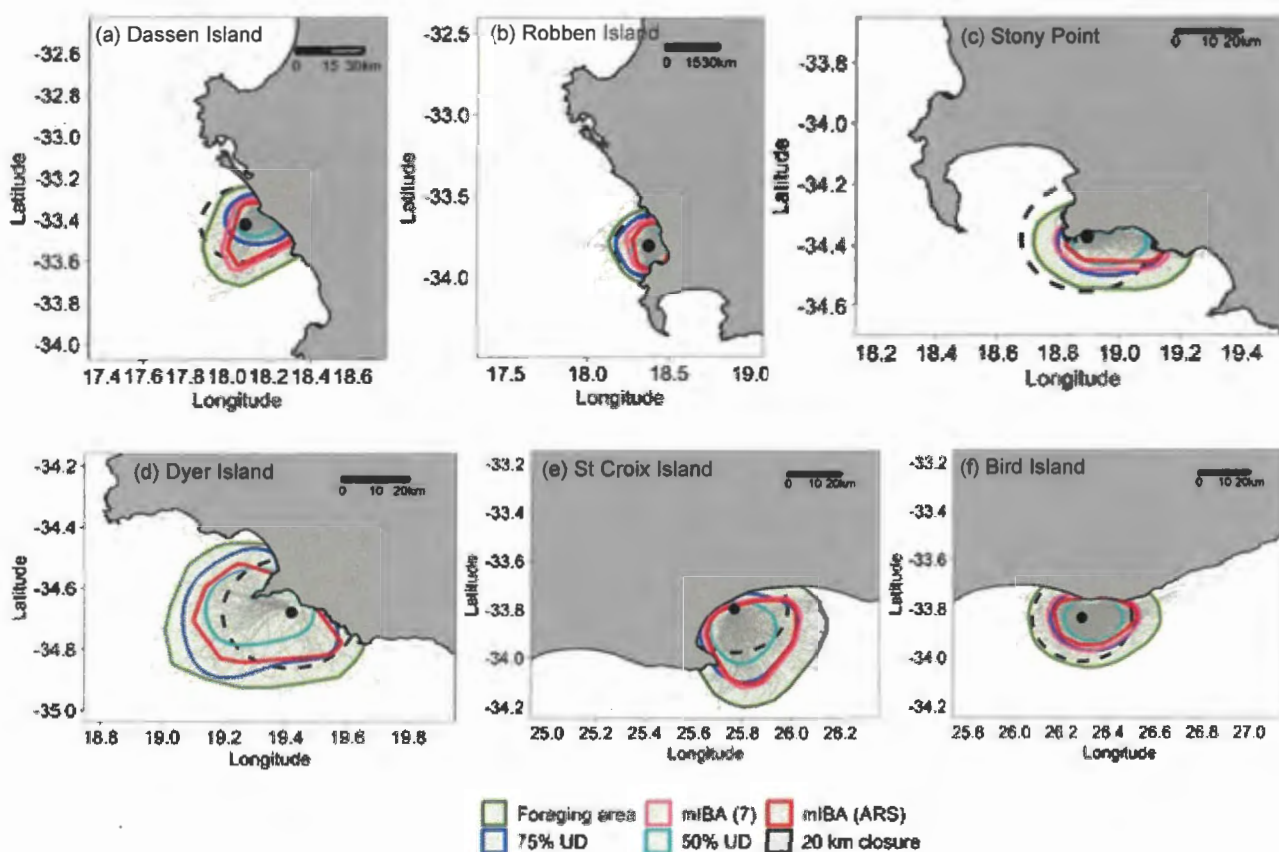 (a) Dassen Island
0 15 30km
Latitude
-32.6
-32.8
-33.0
-33.2
-33.4
-33.6
-33.8
-34.0
17.4 17.6 17.8 18.0 18.2 18.4 18.6
Longitude
(b) Robben Island
0 1530km
Latitude
-32.5
-33.0
-33.5
-34.0
17.5 18.0 18.5 19.0
Longitude
(c) Stony Point
0 10 20km
Latitude
-33.8
-34.0
-34.2
-34.4
-34.6
18.2 18.4 18.6 18.8 19.0 19.2 19.4
Longitude
(d) Dyer Island
0 10 20km
Latitude
-34.2
-34.4
-34.6
-34.8
-35.0
18.8 19.0 19.2 19.4 19.6 19.8
Longitude
(e) St Croix Island
0 10 20km
Latitude
-33.2
-33.4
-33.6
-33.8
-34.0
-34.2
25.0 25.2 25.4 25.6 25.8 26.0 26.2
Longitude
(f) Bird Island
0 10 20km
Latitude
-33.2
-33.4
-33.6
-33.8
-34.0
-34.2
25.8 26.0 26.2 26.4 26.6 26.8 27.0
Longitude
Foraging area mIBA (7) mIBA (ARS)
75% UD 50% UD 20 km closure